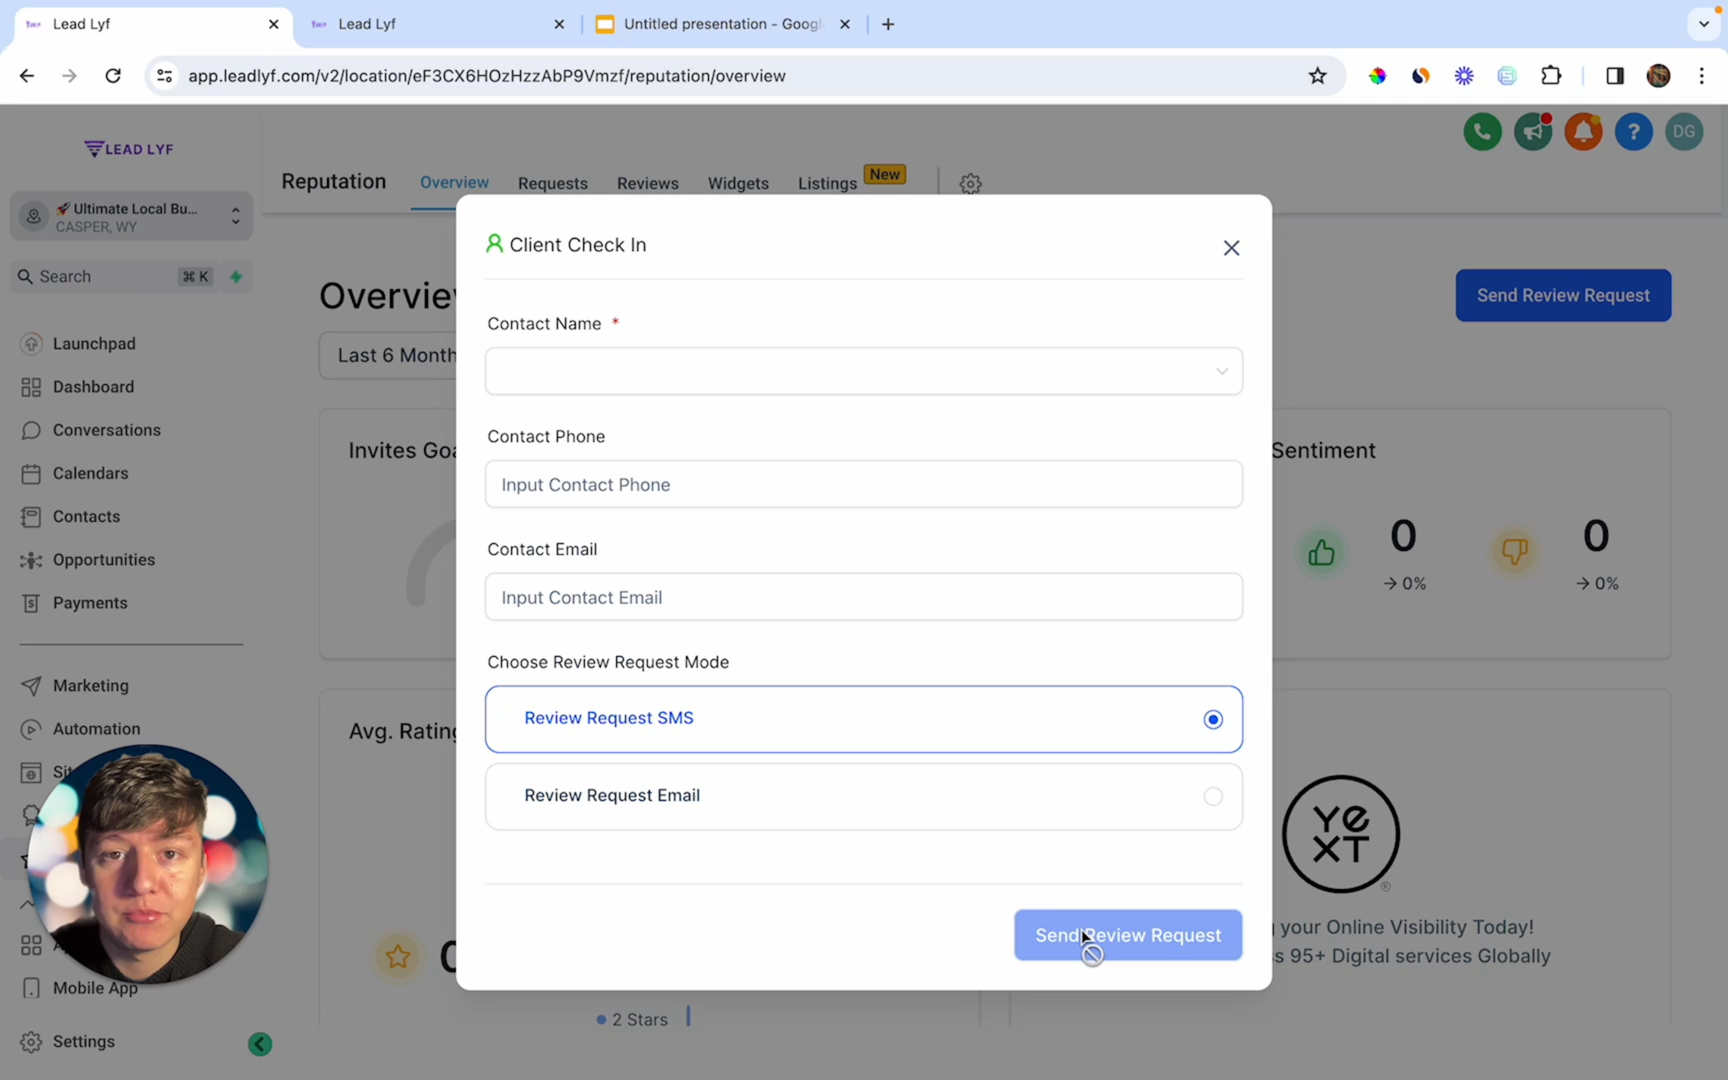 Lead Lyf
Lead Lyf
Untitled presentation - Googl
app.leadlyf.com/v2/location/eF3CX6HOzHzzAbP9Vmzf/reputation/overview
LEAD LYF
Reputation
Overview
Requests
Reviews
Widgets
Listings
New
DG
🚀 Ultimate Local Bu...
CASPER, WY
Search
⌘ K
Launchpad
Dashboard
Conversations
Calendars
Contacts
Opportunities
Payments
Marketing
Automation
Sit
Mobile App
Settings
Overvie
Last 6 Month
Send Review Request
Invites Goa
Sentiment
0
→ 0%
0
→ 0%
Avg. Rating
0
2 Stars
YEXT
®
your Online Visibility Today!
s 95+ Digital services Globally
Client Check In
Contact Name *
Contact Phone
Input Contact Phone
Contact Email
Input Contact Email
Choose Review Request Mode
Review Request SMS
Review Request Email
Send Review Request